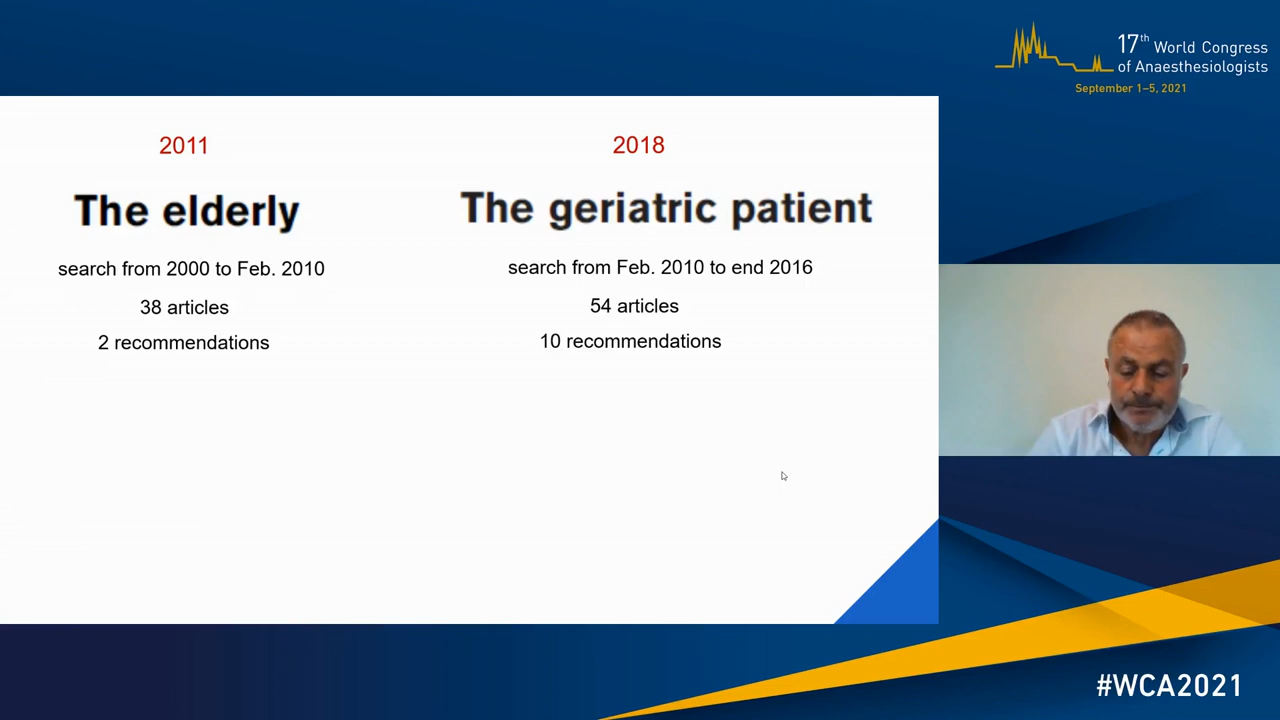 17th World Congress
of Anaesthesiologists
September 1–5, 2021
2011
The elderly
search from 2000 to Feb. 2010
38 articles
2 recommendations
2018
The geriatric patient
search from Feb. 2010 to end 2016
54 articles
10 recommendations
#WCA2021